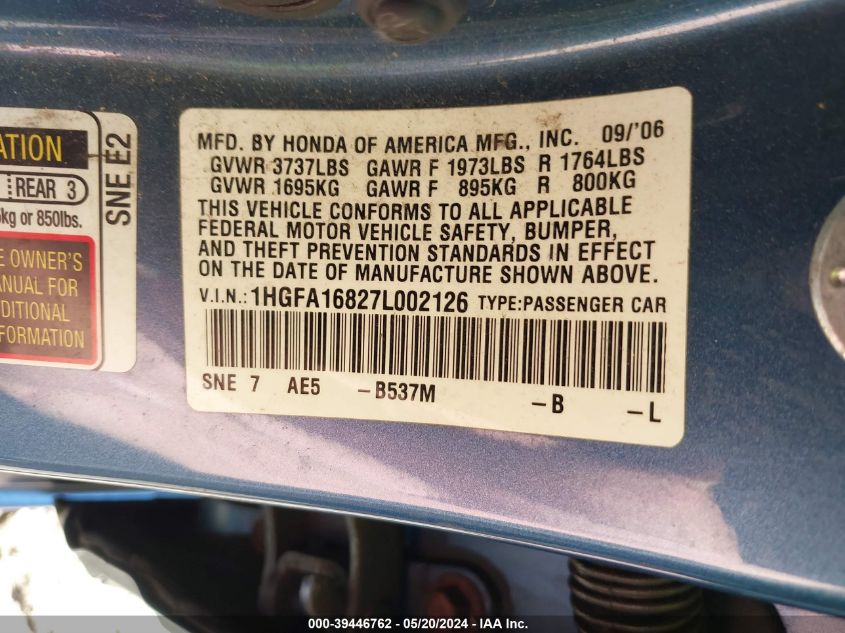 ATION
REAR 3
kg or 850lbs.
E OWNER'S
ANUAL FOR
DITIONAL
FORMATION
SNE E2
MFD. BY HONDA OF AMERICA MFG., INC. 09/'06
GVWR 3737LBS GAWR F 1973LBS R 1764LBS
GVWR 1695KG GAWR F 895KG R 800KG
THIS VEHICLE CONFORMS TO ALL APPLICABLE
FEDERAL MOTOR VEHICLE SAFETY, BUMPER,
AND THEFT PREVENTION STANDARDS IN EFFECT
ON THE DATE OF MANUFACTURE SHOWN ABOVE.
V.I.N.: 1HGFA16827L002126 TYPE:PASSENGER CAR
SNE 7 AE5 -B537M -B -L
000-39446762 - 05/20/2024 - IAAI Stock, Inc.